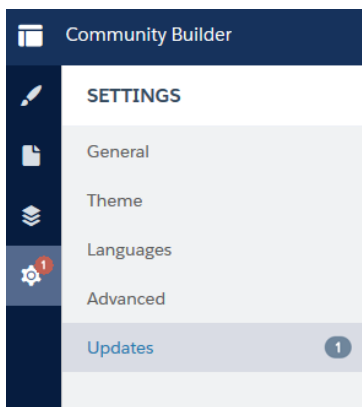 Community Builder
SETTINGS
General
Theme
Languages
Advanced
1
Updates 1